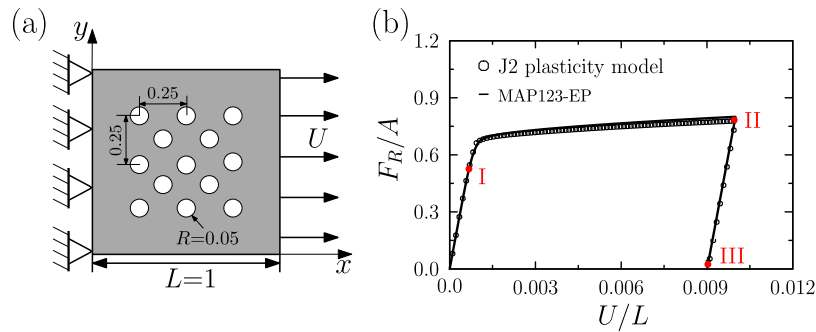 (a)
y
0.25
0.25
U
R=0.05
x
L=1
(b)
1.2
0.9
0.6
0.3
0.0
F_R/A
J2 plasticity model
MAP123-EP
I
II
III
0.0
0.003
0.006
0.009
0.012
U/L